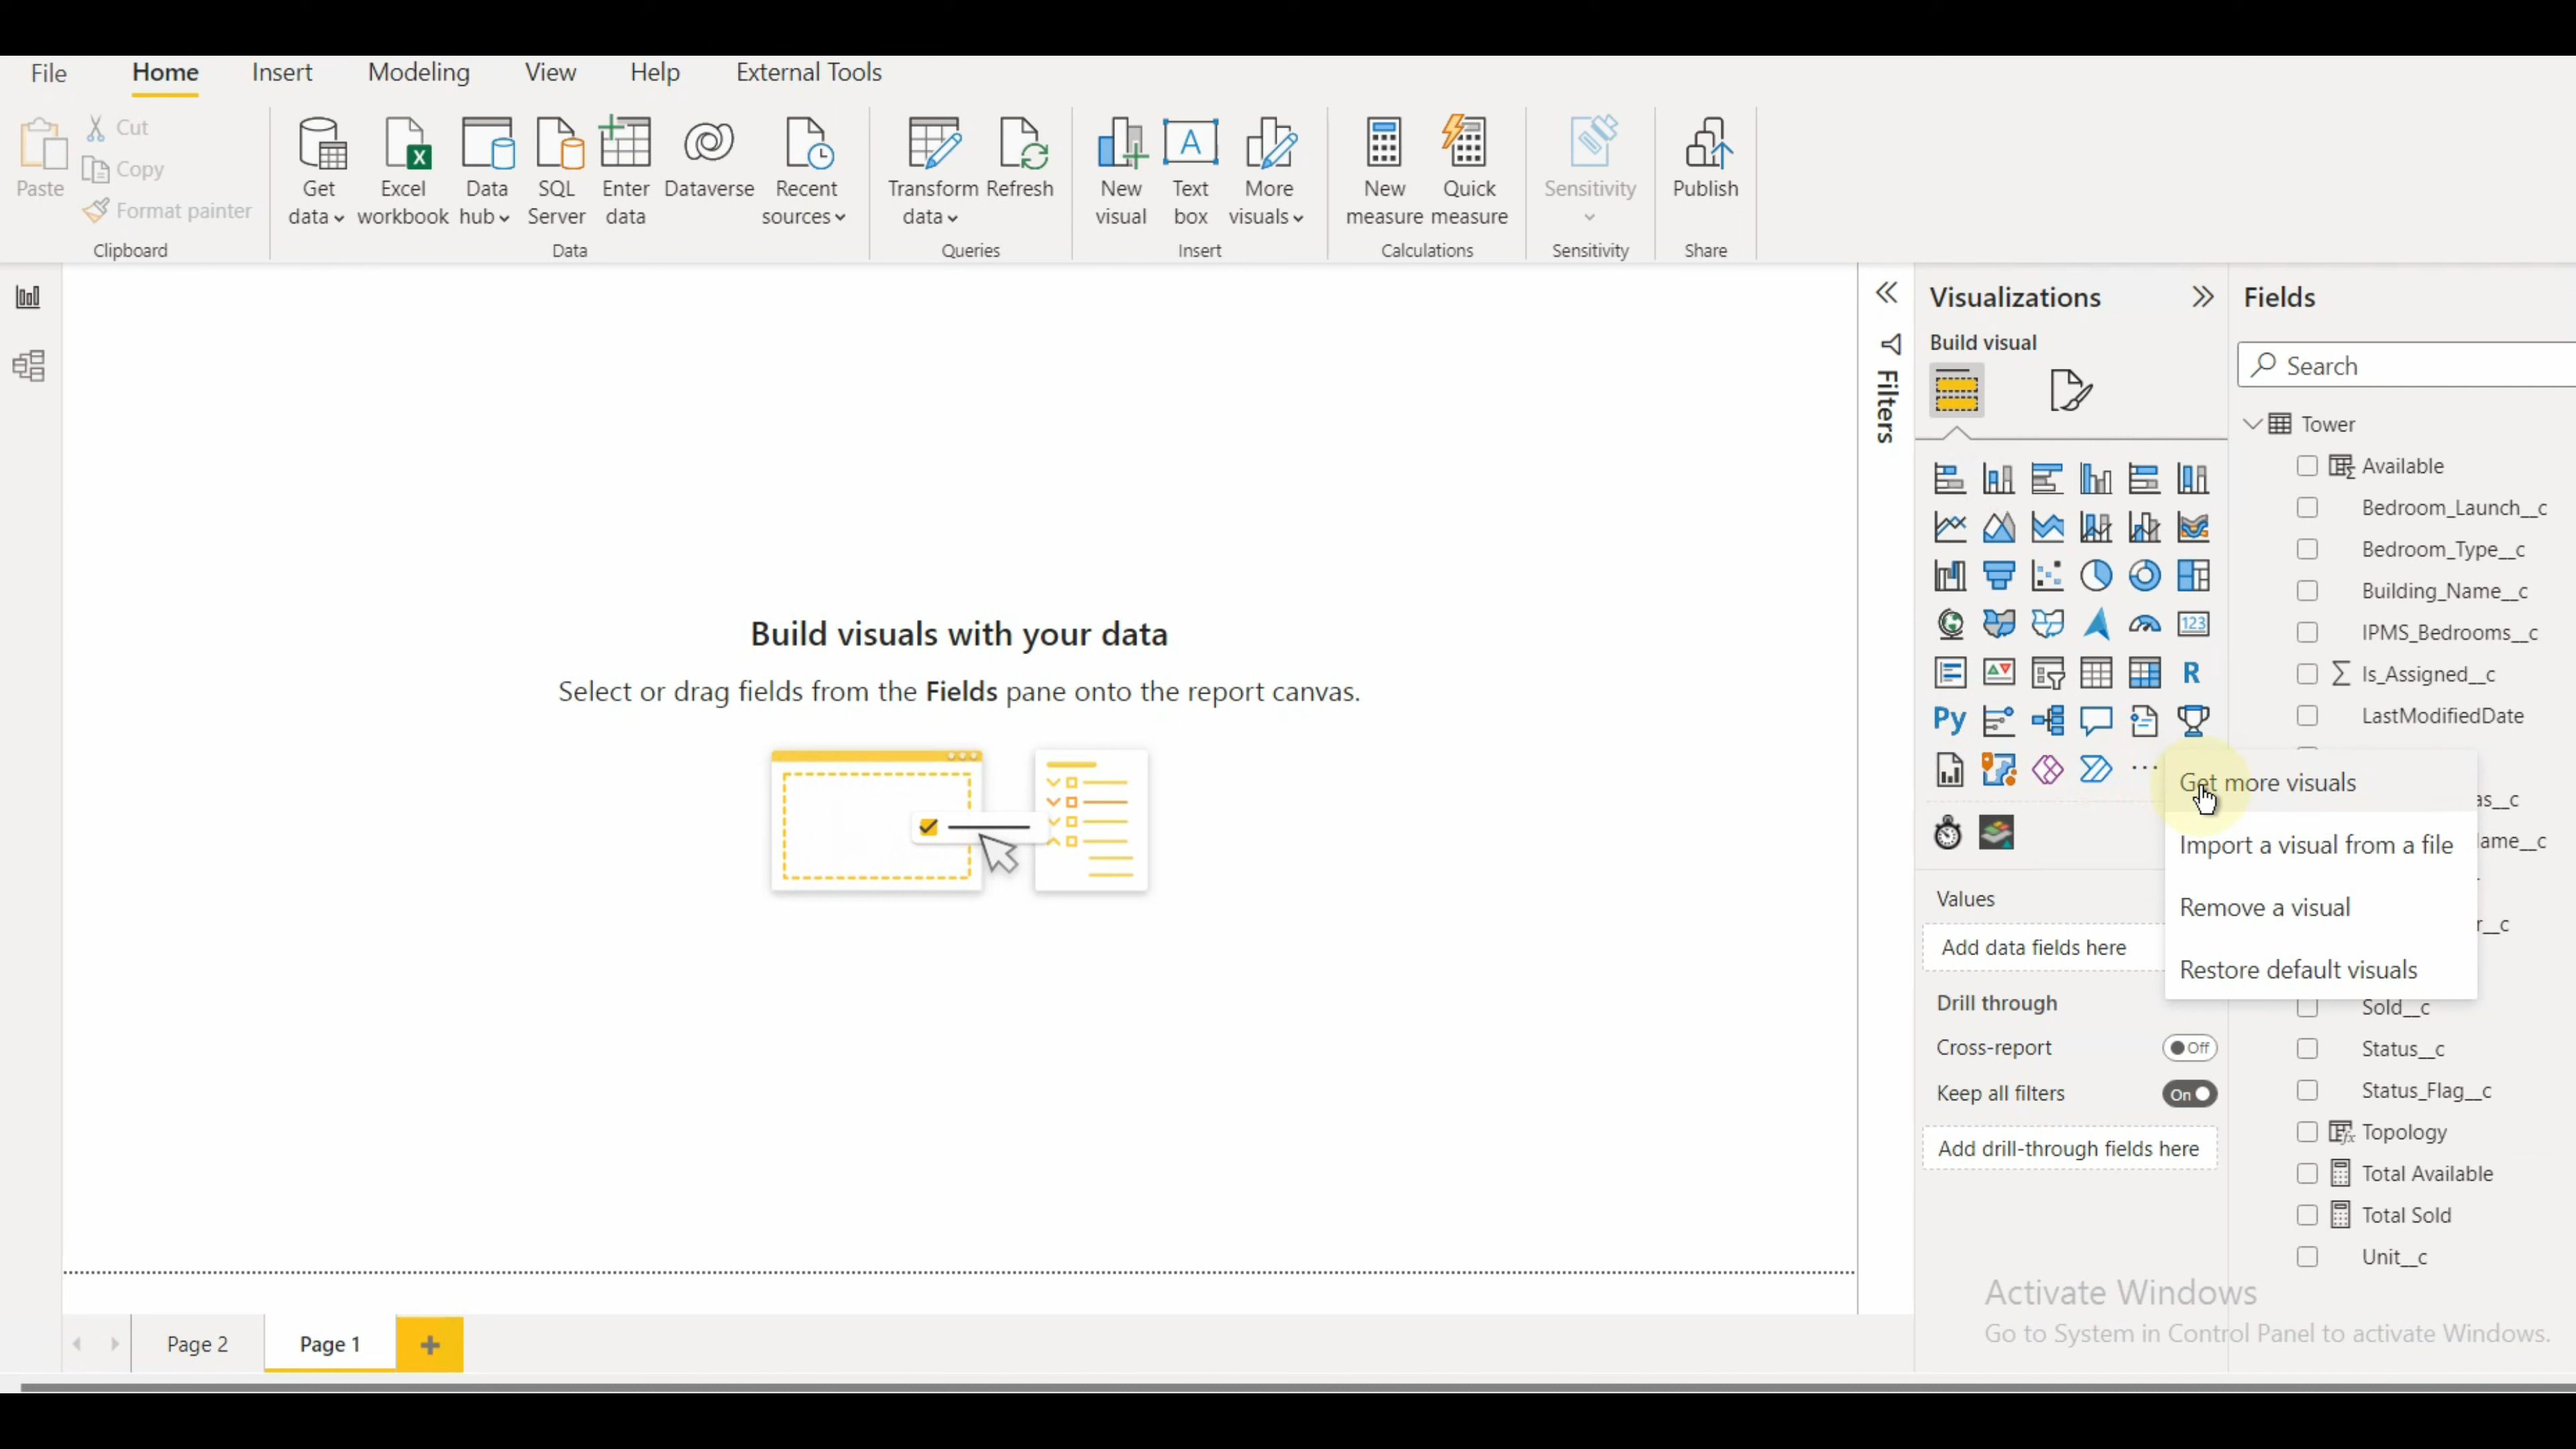 File Home Insert Modeling View Help External Tools
Paste
Cut
Copy
Format painter
Clipboard
Get data
Excel workbook
Data hub
SQL Server
Enter data
Dataverse
Recent sources
Data
Transform data
Refresh
Queries
New visual
Text box
More visuals
Insert
New measure
Quick measure
Calculations
Sensitivity
Sensitivity
Publish
Share
Build visuals with your data
Select or drag fields from the Fields pane onto the report canvas.
Filters
Visualizations
Build visual
123
R
Py
...
Get more visuals
Import a visual from a file
Remove a visual
Restore default visuals
Values
Add data fields here
Drill through
Cross-report Off
Keep all filters On
Add drill-through fields here
Fields
Search
Tower
Available
Bedroom_Launch__c
Bedroom_Type__c
Building_Name__c
IPMS_Bedrooms__c
Is_Assigned__c
LastModifiedDate
as__c
ame__c
r__c
Sold__c
Status__c
Status_Flag__c
Topology
Total Available
Total Sold
Unit__c
Activate Windows
Go to System in Control Panel to activate Windows.
Page 2 Page 1 +